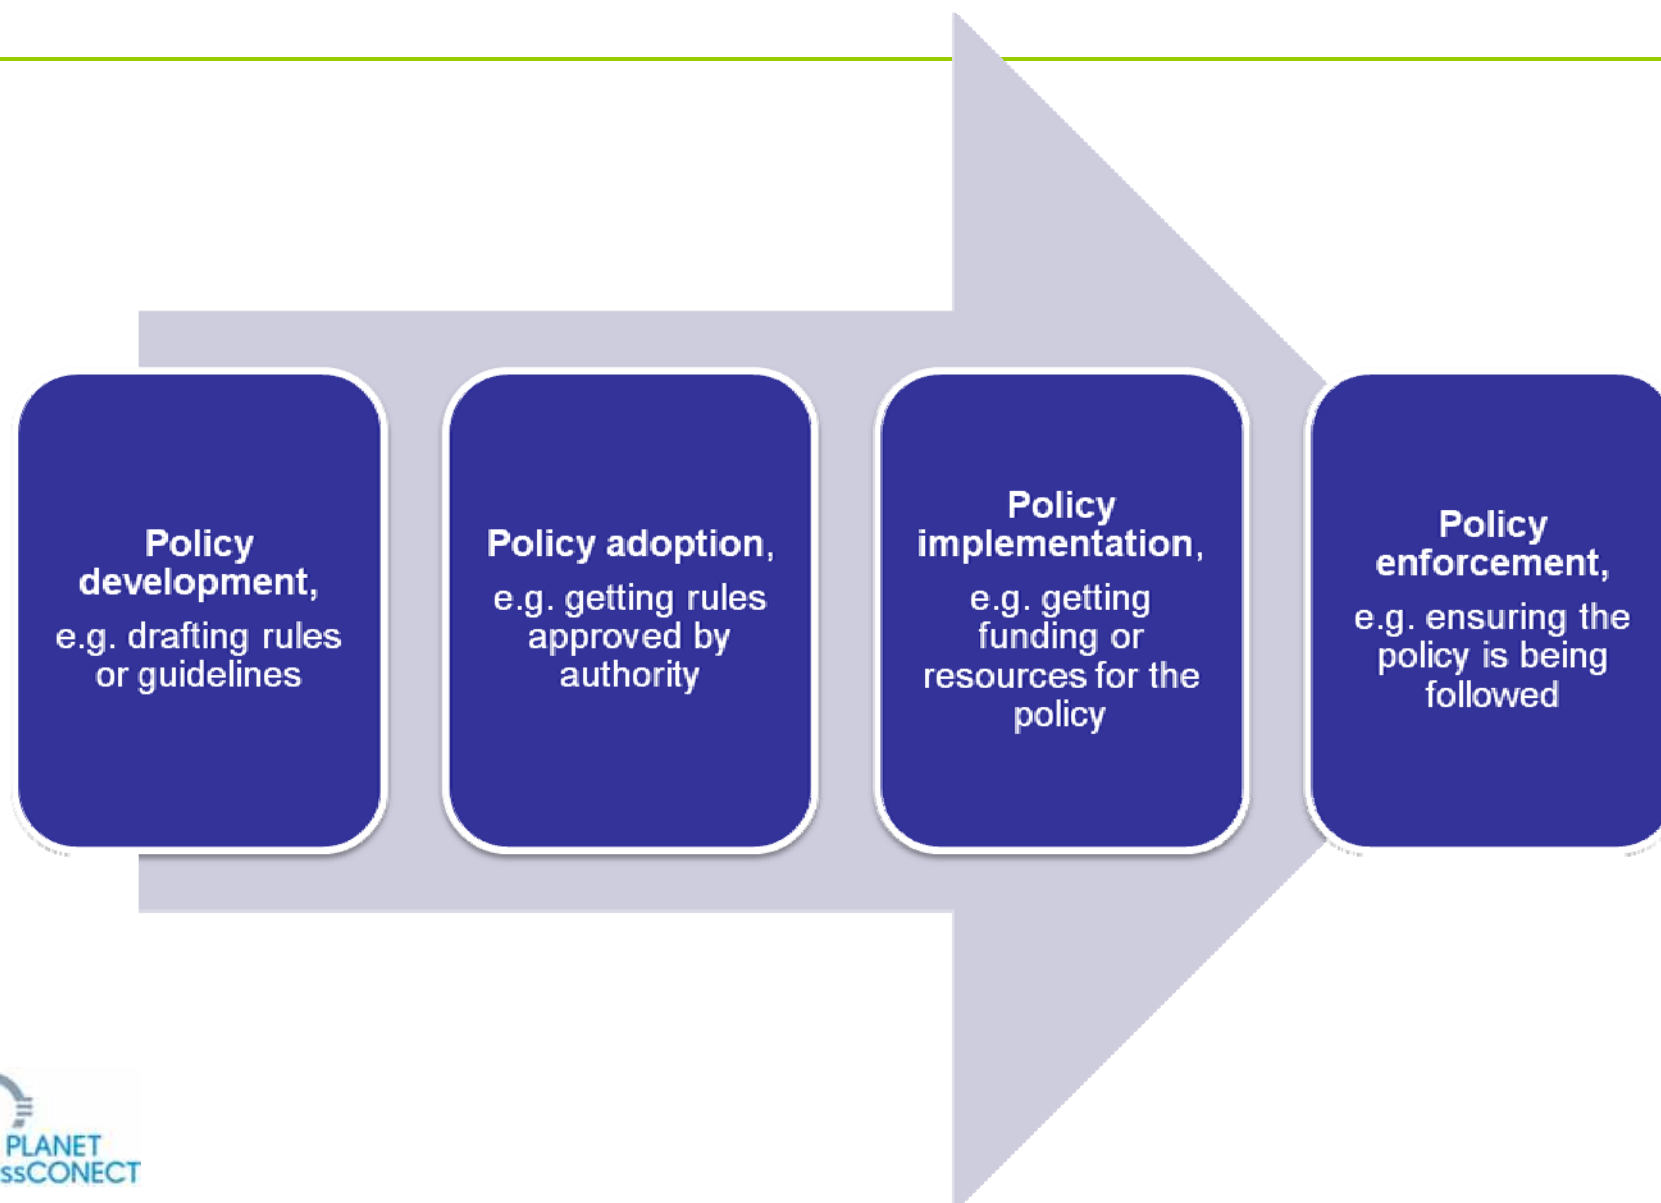 Policy
development,
e.g. drafting rules
or guidelines
Policy adoption,
e.g. getting rules
approved by
authority
Policy
implementation,
e.g. getting
funding or
resources for the
policy
Policy
enforcement,
e.g. ensuring the
policy is being
followed
PLANET
ssCONECT